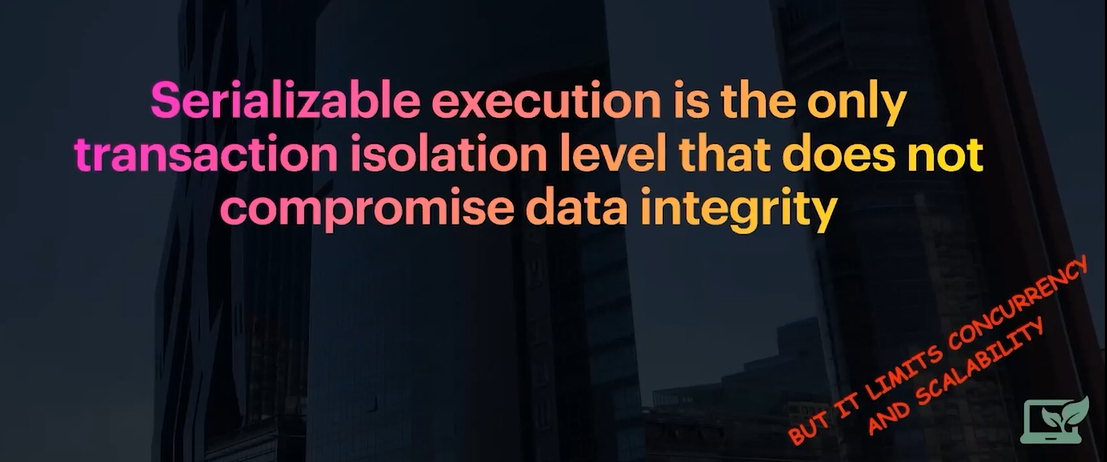 Serializable execution is the only
transaction isolation level that does not
compromise data integrity
BUT IT LIMITS CONCURRENCY
AND SCALABILITY